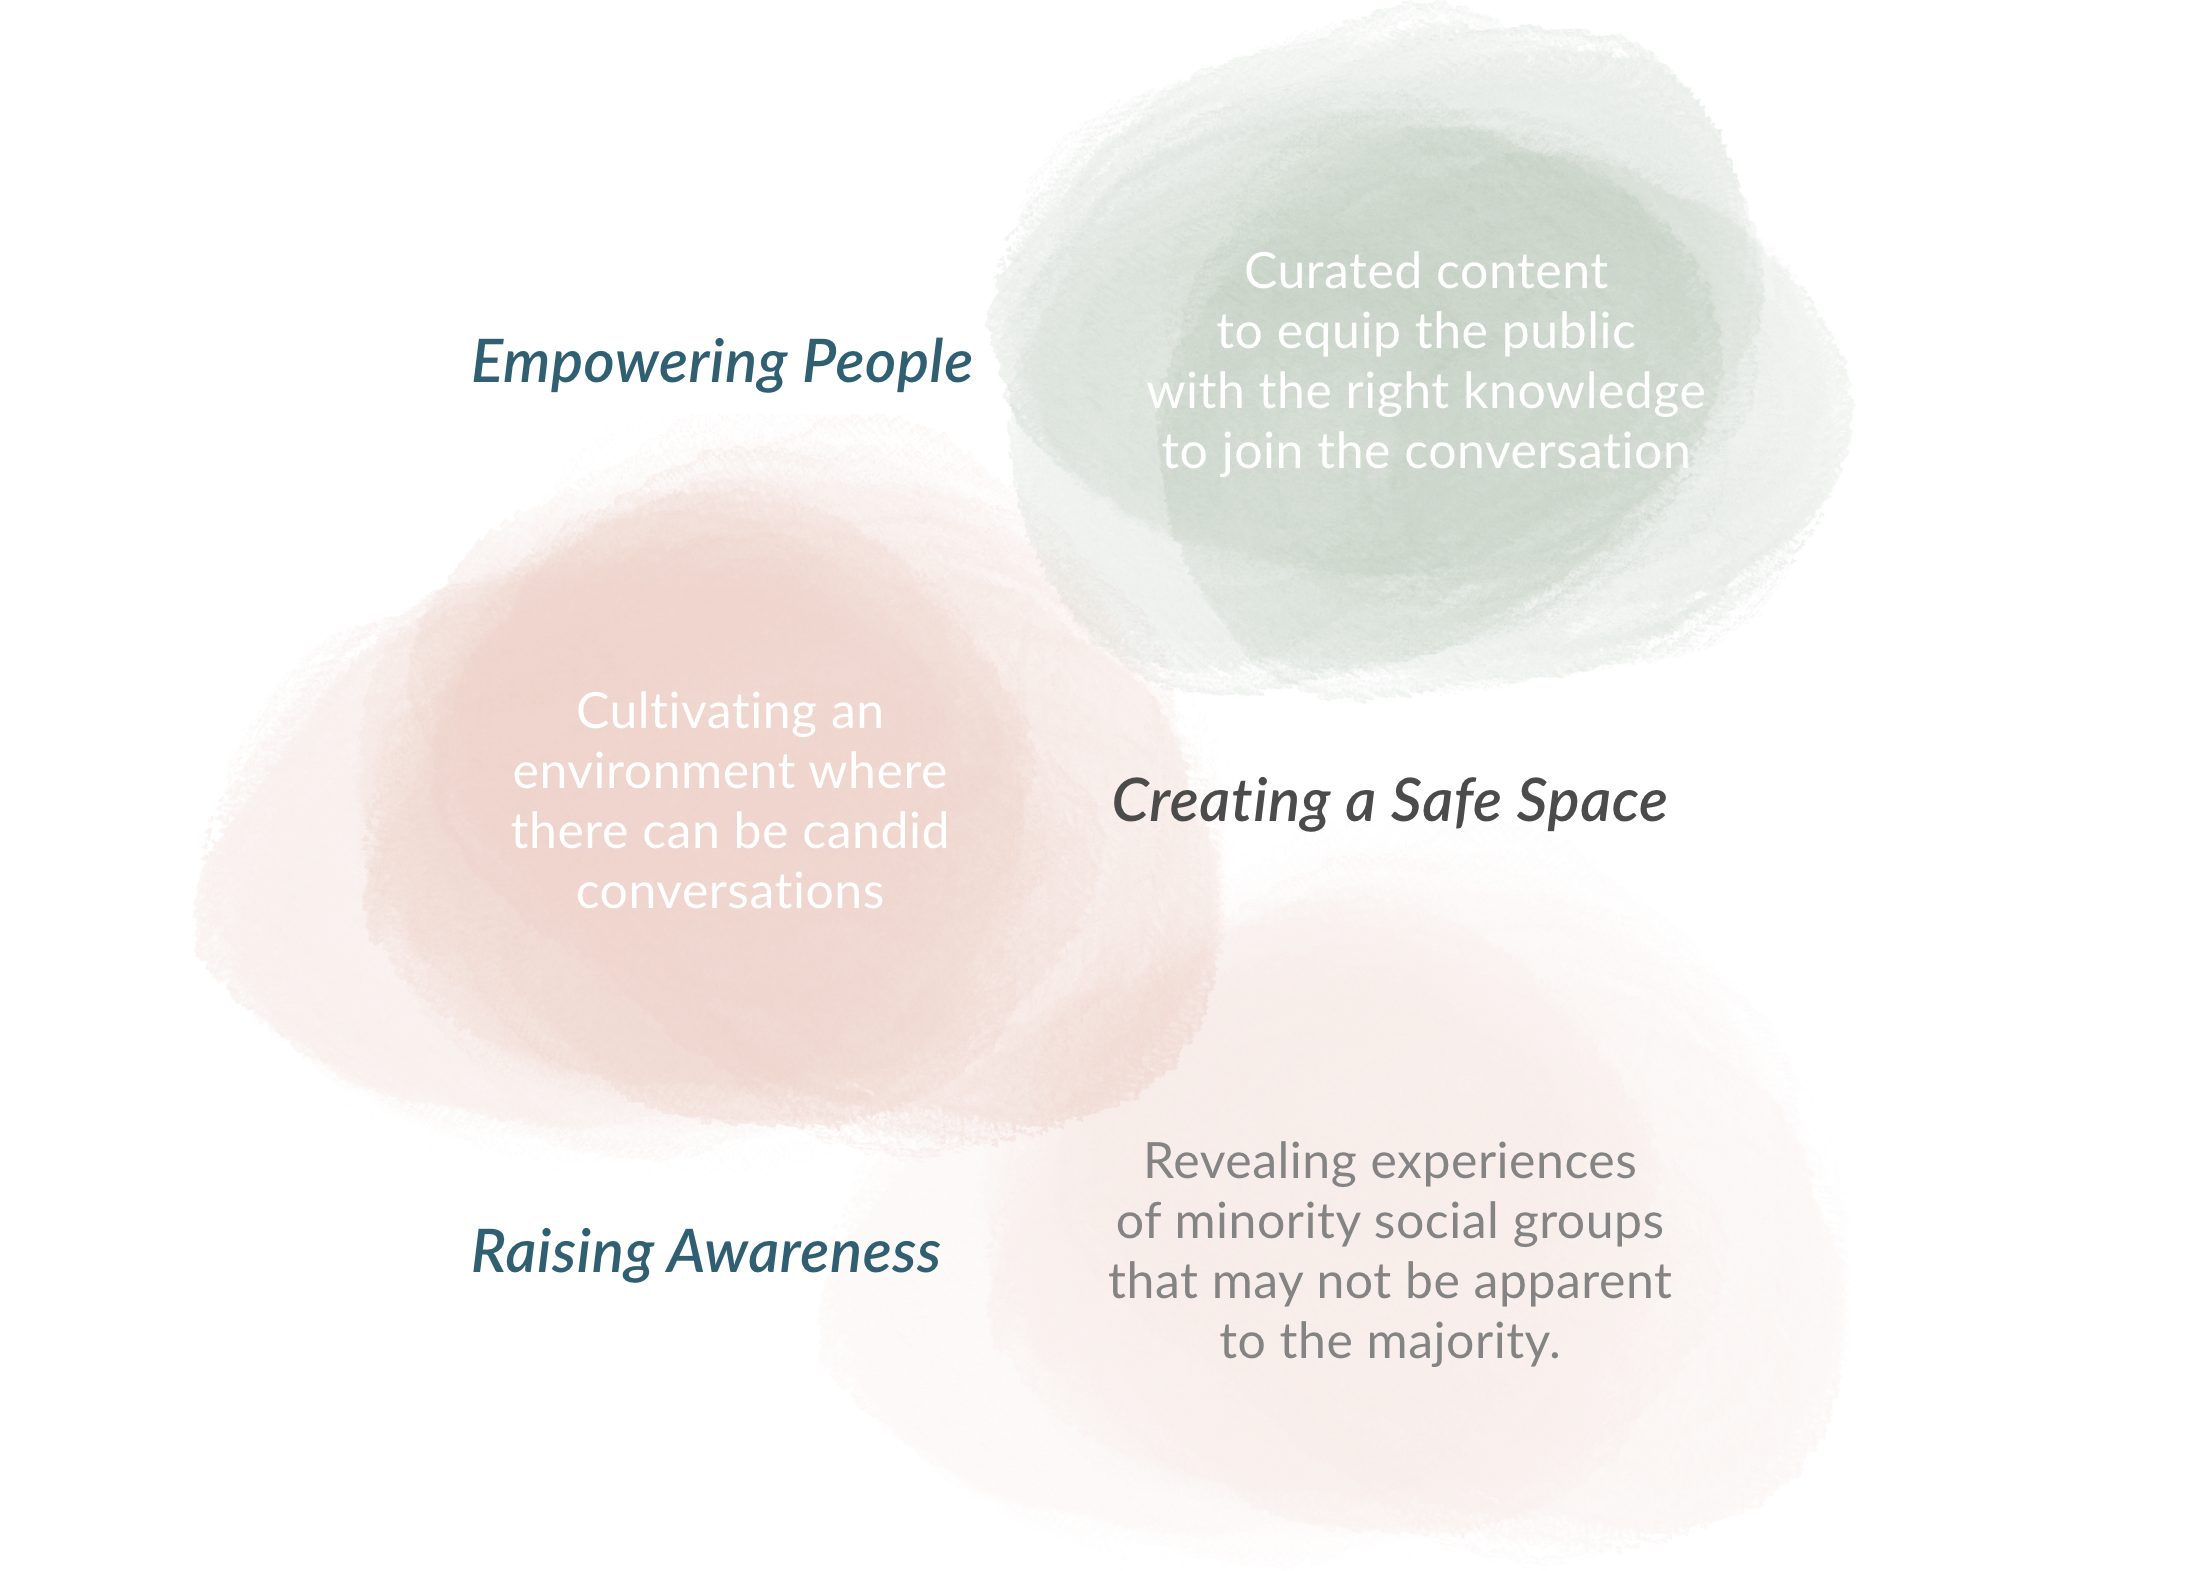 Empowering People
Curated content
to equip the public
with the right knowledge
to join the conversation
Cultivating an
environment where
there can be candid
conversations
Creating a Safe Space
Raising Awareness
Revealing experiences
of minority social groups
that may not be apparent
to the majority.